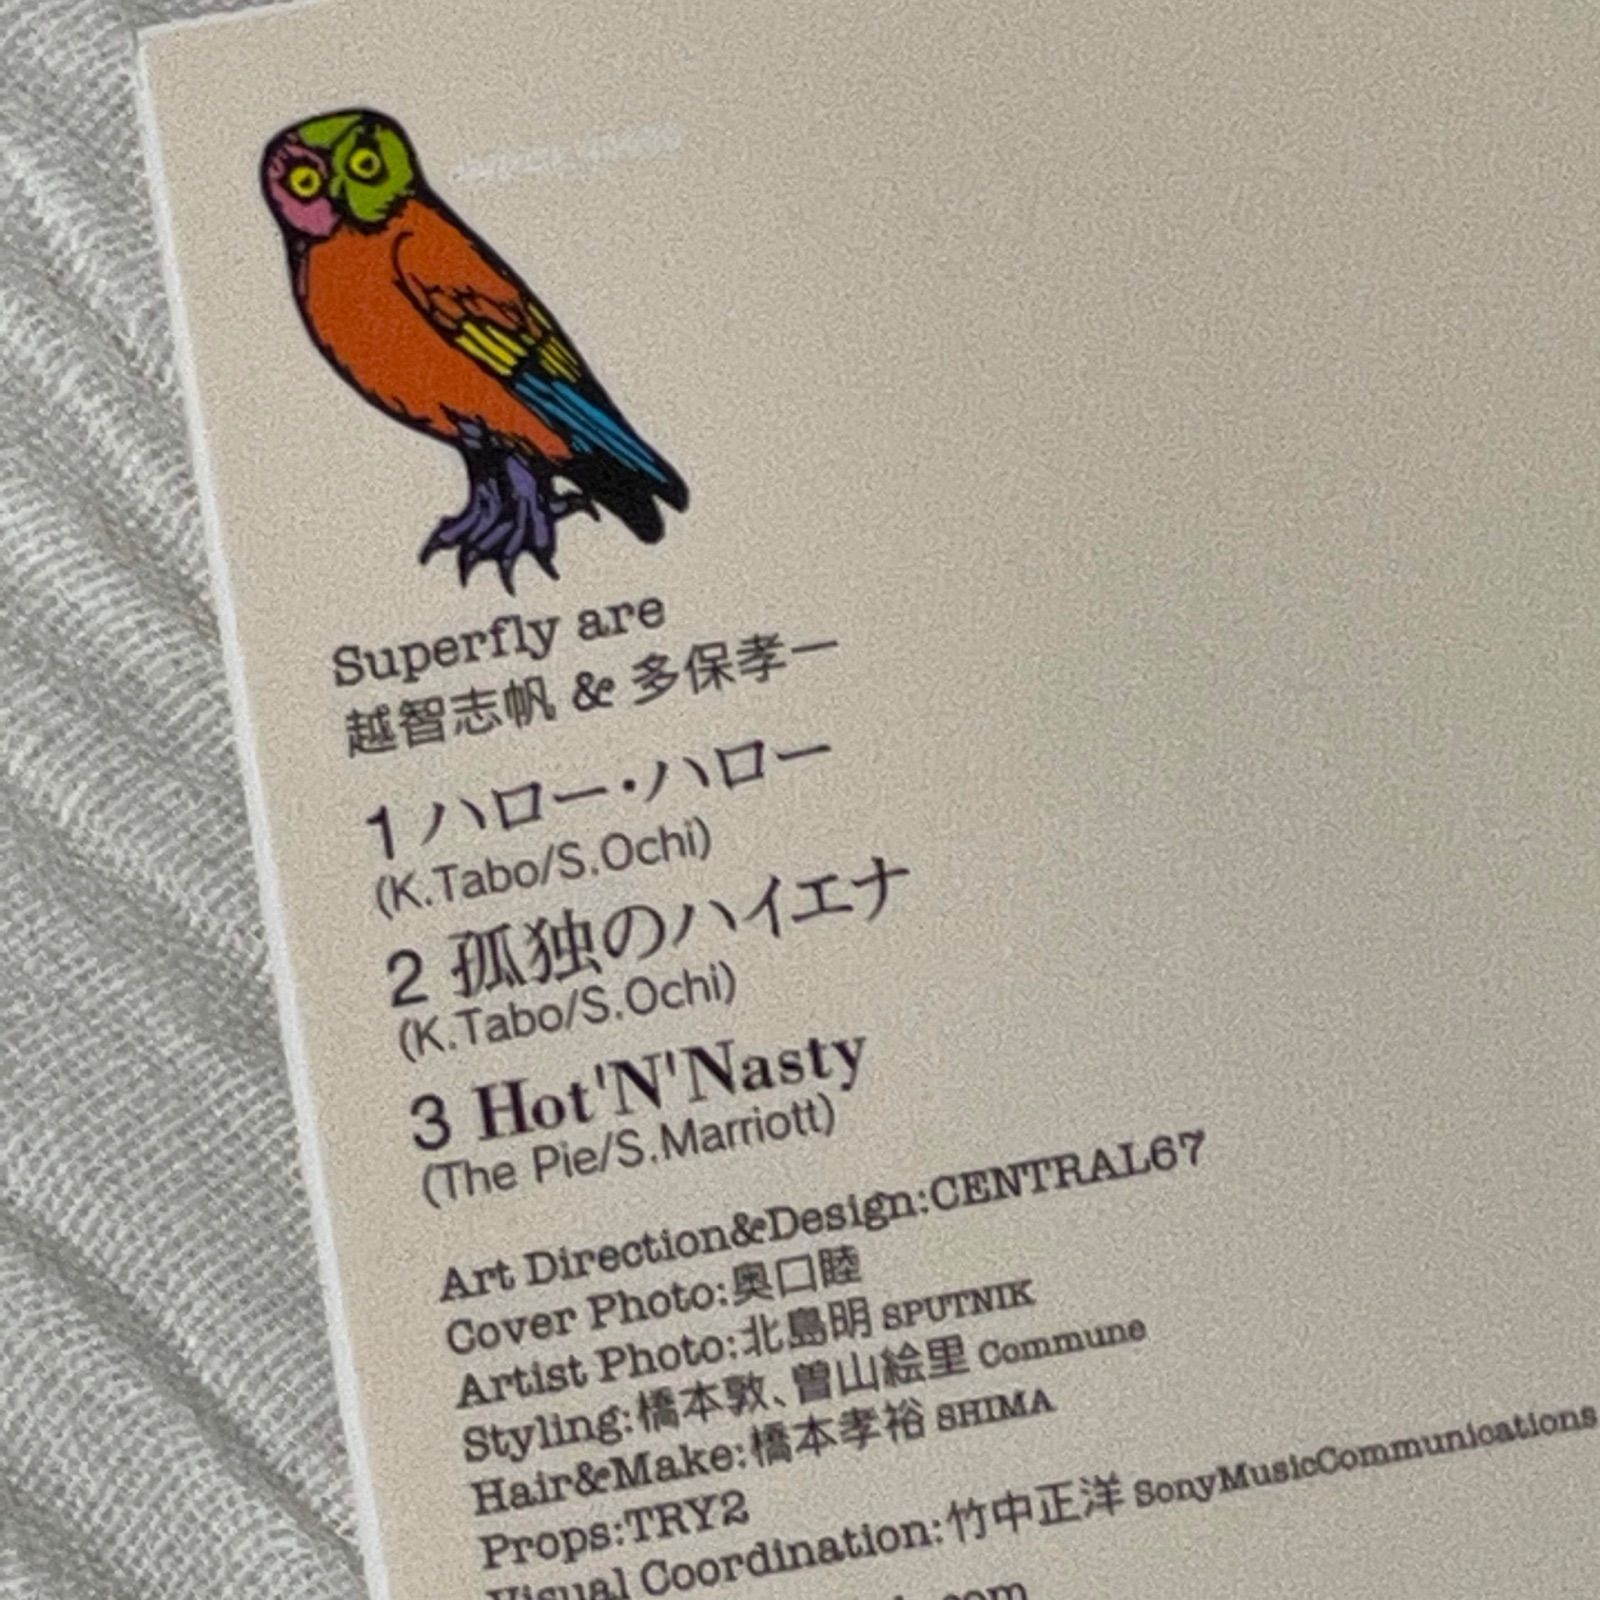 Superfly are
越智志帆 & 多保孝一
1 ハロー・ハロー
(K.Tabo/S.Ochi)
2 孤独のハイエナ
(K.Tabo/S.Ochi)
3 Hot'N'Nasty
(The Pie/S.Marriott)
Art Direction&Design:CENTRAL67
Cover Photo:奥口睦
Artist Photo:北島明 SPUTNIK
Styling:橋本敦、曽山絵里 Commune
Hair&Make:橋本孝裕 SHIMA
Props:TRY2
Visual Coordination:竹中正洋 SonyMusicCommunications